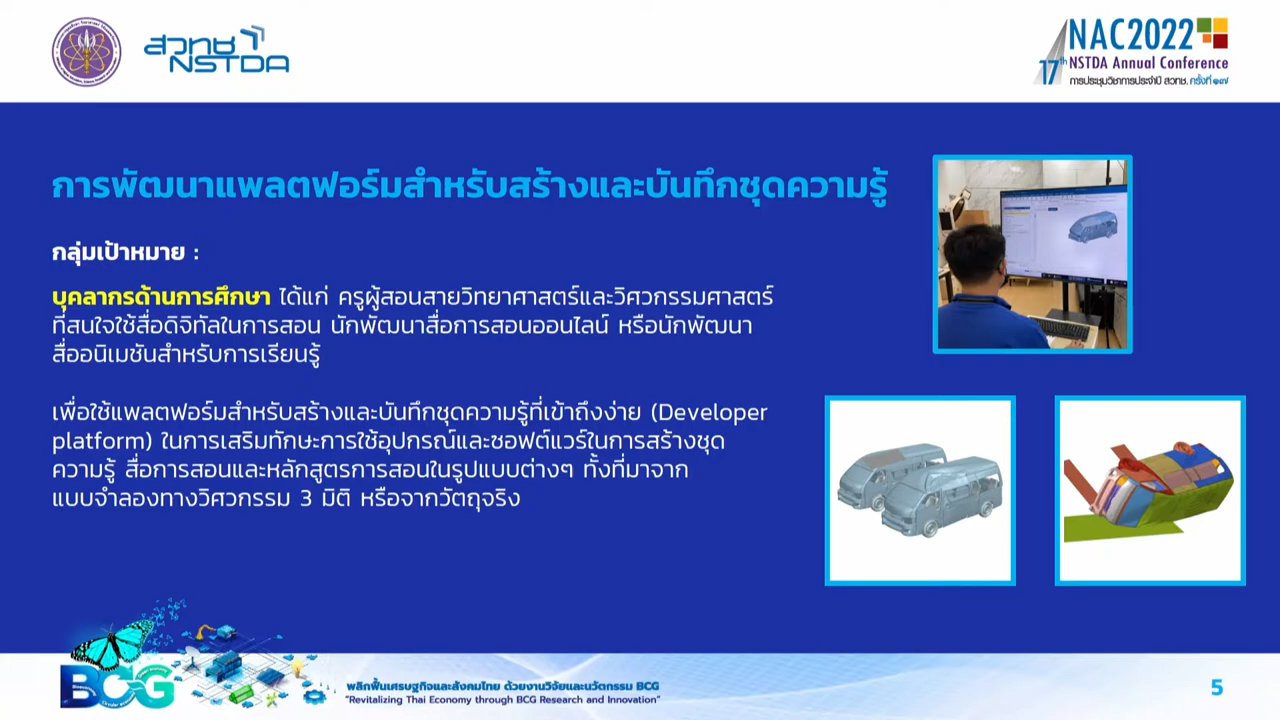 สวทช
NSTDA
NAC2022
17th NSTDA Annual Conference
การประชุมวิชาการประจำปี สวทช. ครั้งที่ ๑๗
การพัฒนาแพลตฟอร์มสำหรับสร้างและบันทึกชุดความรู้
กลุ่มเป้าหมาย :
บุคลากรด้านการศึกษา ได้แก่ ครูผู้สอนสายวิทยาศาสตร์และวิศวกรรมศาสตร์
ที่สนใจใช้สื่อดิจิทัลในการสอน นักพัฒนาสื่อการสอนออนไลน์ หรือนักพัฒนา
สื่ออนิเมชันสำหรับการเรียนรู้
เพื่อใช้แพลตฟอร์มสำหรับสร้างและบันทึกชุดความรู้ที่เข้าถึงง่าย (Developer
platform) ในการเสริมทักษะการใช้อุปกรณ์และซอฟต์แวร์ในการสร้างชุด
ความรู้ สื่อการสอนและหลักสูตรการสอนในรูปแบบต่างๆ ทั้งที่มาจาก
แบบจำลองทางวิศวกรรม 3 มิติ หรือจากวัตถุจริง
BCG
พลิกฟื้นเศรษฐกิจและสังคมไทย ด้วยงานวิจัยและนวัตกรรม BCG
"Revitalizing Thai Economy through BCG Research and Innovation"
5